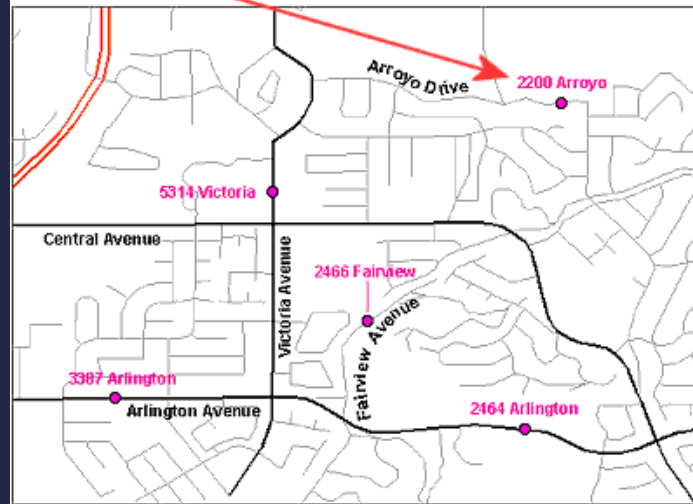 Arroyo Drive
2200 Arroyo
5314 Victoria
Central Avenue
Victoria Avenue
2466 Fairview
Fairview Avenue
3387 Arlington
Arlington Avenue
2464 Arlington